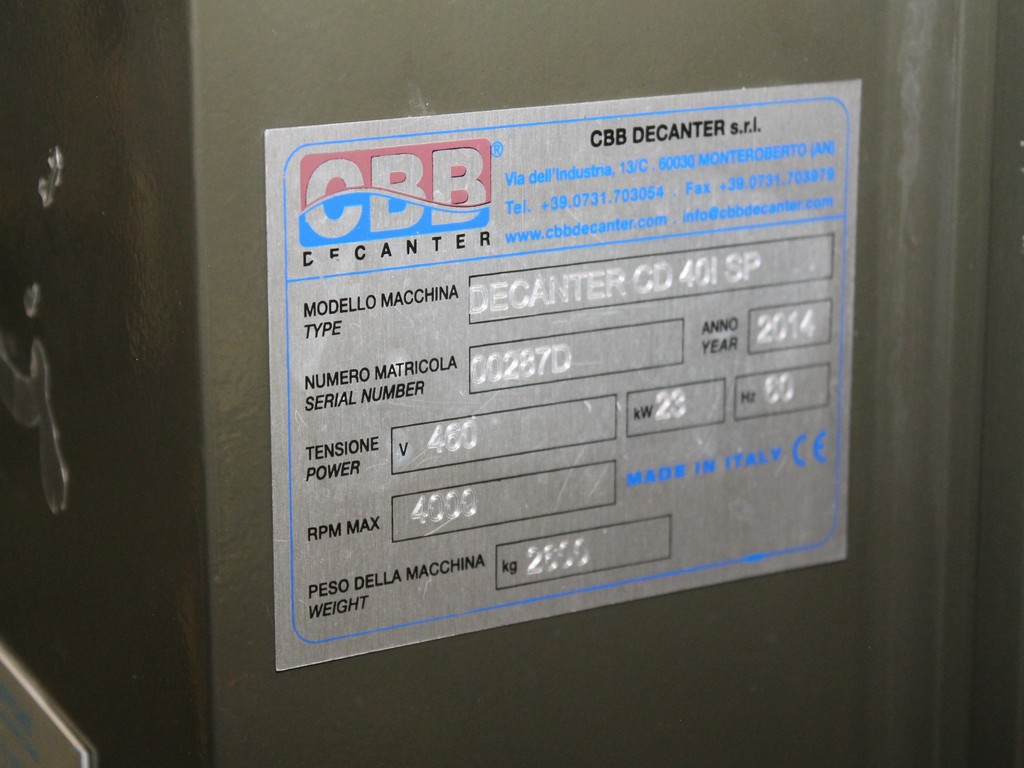 CBB®
DECANTER
CBB DECANTER s.r.l.
Via dell'Industria, 13/C . 60030 MONTEROBERTO (AN)
Tel. +39.0731.703054 . Fax +39.0731.703979
www.cbbdecanter.com . info@cbbdecanter.com
MODELLO MACCHINA
TYPE
DECANTER CD 40I SP
NUMERO MATRICOLA
SERIAL NUMBER
00287D
ANNO
YEAR
2014
TENSIONE
POWER
V 460
kW 23
Hz 60
RPM MAX
4000
MADE IN ITALY CE
PESO DELLA MACCHINA
WEIGHT
kg